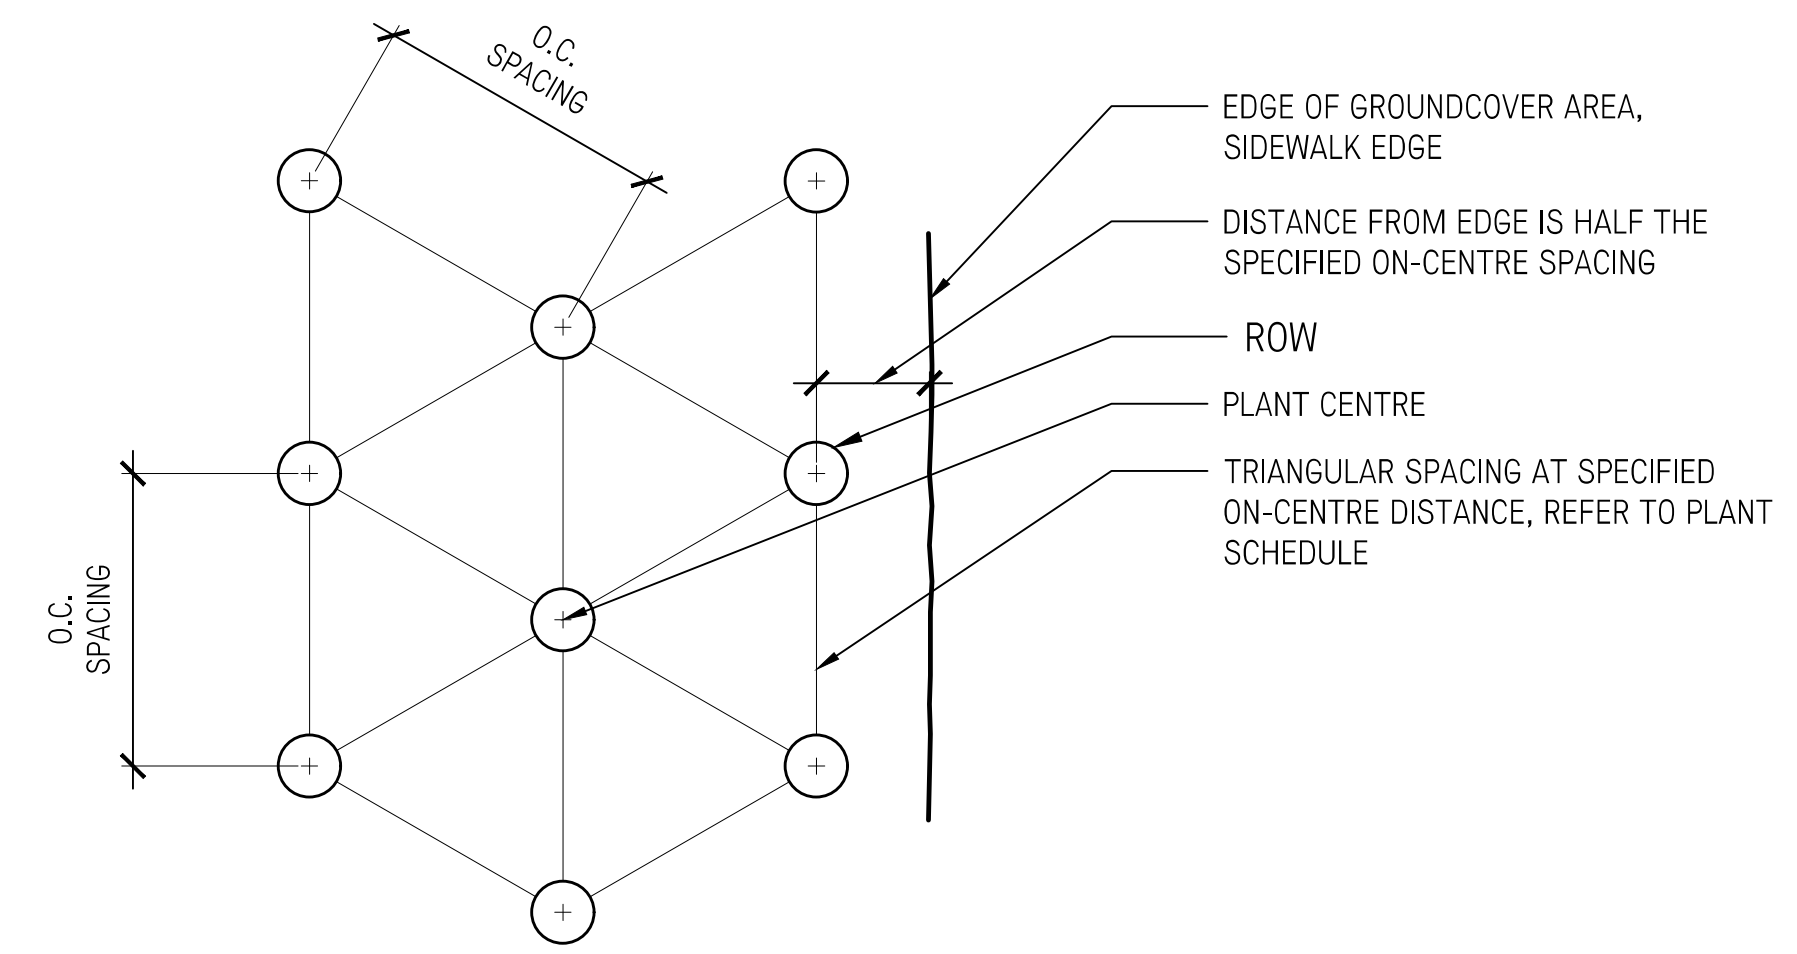 O.C.
SPACING
EDGE OF GROUNDCOVER AREA,
SIDEWALK EDGE
DISTANCE FROM EDGE IS HALF THE
SPECIFIED ON-CENTRE SPACING
ROW
PLANT CENTRE
TRIANGULAR SPACING AT SPECIFIED
ON-CENTRE DISTANCE, REFER TO PLANT
SCHEDULE
O.C.
SPACING